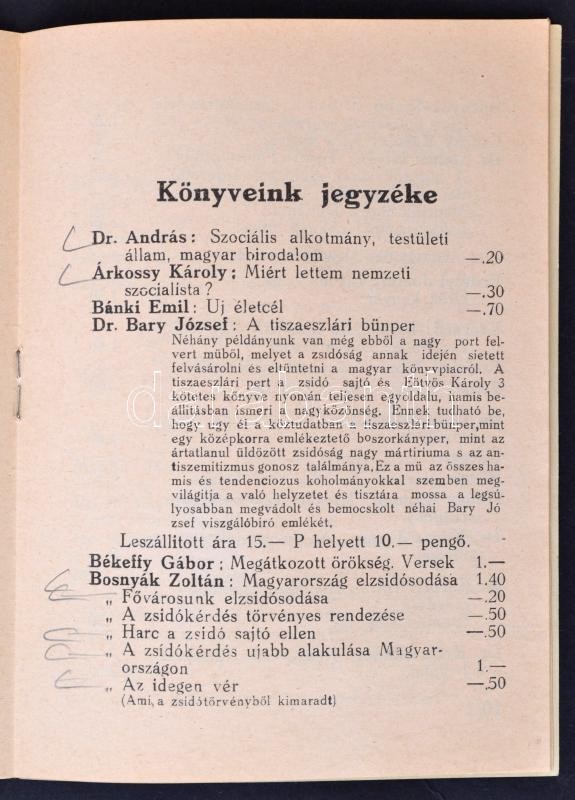 Könyveink jegyzéke
Dr. András: Szociális alkotmány, testületi
állam, magyar birodalom —.20
Árkossy Károly: Miért lettem nemzeti
szocialista? —.30
Bánki Emil: Uj életcél —.70
Dr. Bary József: A tiszaeszlári bünper
Néhány példányunk van még ebből a nagy port fel-
vert müből, melyet a zsidóság annak idején sietett
felvásárolni és eltüntetni a magyar könyvpiacról. A
tiszaeszlári pert a zsidó sajtó és Eötvös Károly 3
kötetes könyve nyomán teljesen egyoldalu, hamis be-
állitásban ismeri a nagyközönség. Ennek tudható be,
hogy ugy él a köztudatban a tiszaeszlári-bünper,mint
egy középkorra emlékeztető boszorkányper, mint az
ártatlanul üldözött zsidóság nagy mártiriuma s az an-
tiszemitizmus gonosz találmánya. Ez a mü az összes ha-
mis és tendenciozus koholmányokkal szemben meg-
világitja a való helyzetet és tisztára mossa a legsú-
lyosabban megvádolt és bemocskolt néhai Bary Jó
zsef viszgálóbiró emlékét.
Leszállitott ára 15.— P helyett 10.— pengő.
Békeffy Gábor: Megátkozott örökség. Versek 1.—
Bosnyák Zoltán: Magyarország elzsidósodása 1.40
„ Fővárosunk elzsidósodása —.20
„ A zsidókérdés törvényes rendezése —.50
„ Harc a zsidó sajtó ellen —.50
„ A zsidókérdés ujabb alakulása Magyar-
országon 1.—
„ Az idegen vér —.50
(Ami, a zsidótörvényből kimaradt)
darabanth